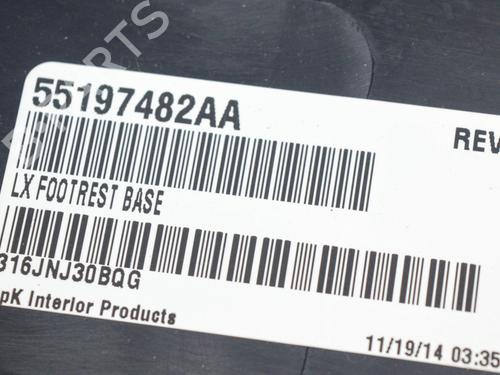 55197482AA
REV
LX FOOTREST BASE
316JNJ30BQG
pK Interior Products
11/19/14 03:35